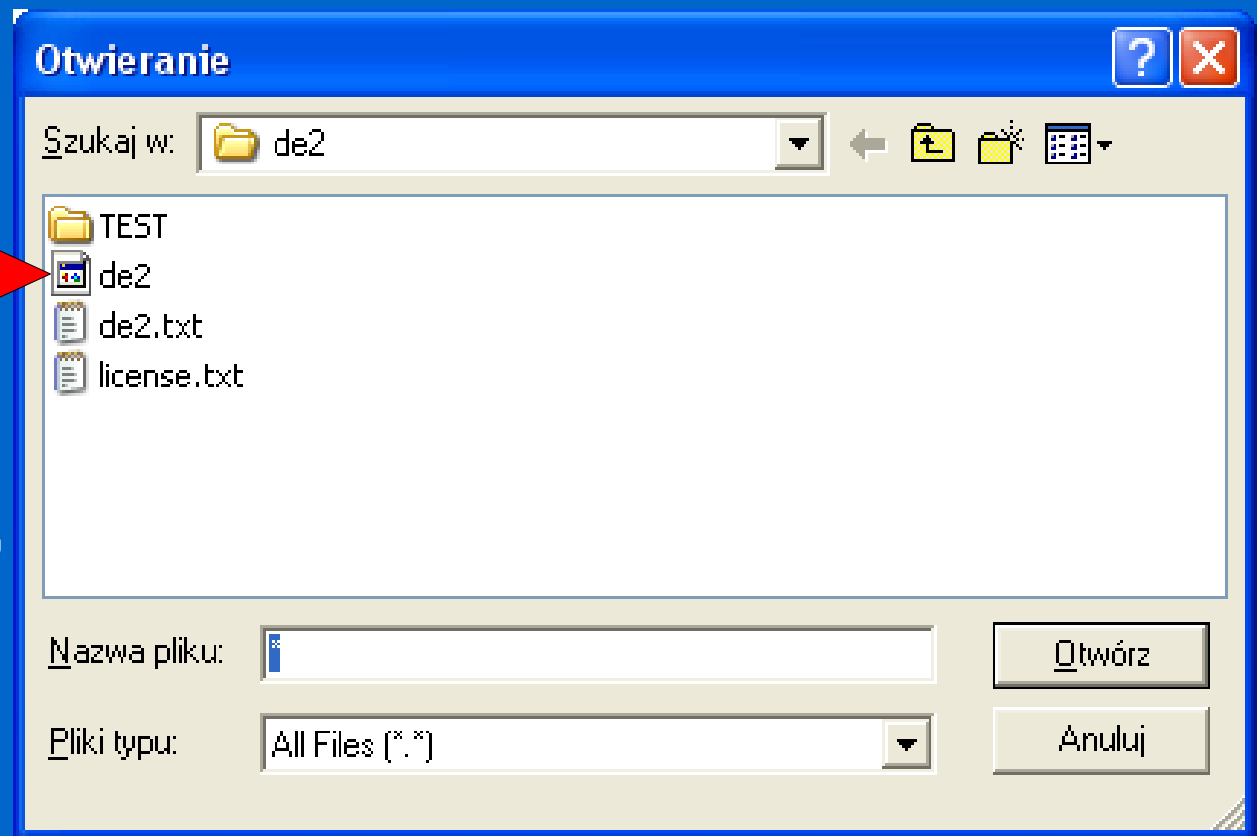 Otwieranie
Szukaj w: de2
TEST
de2
de2.txt
license.txt
Nazwa pliku: *
Otwórz
Pliki typu: All Files (*.*)
Anuluj